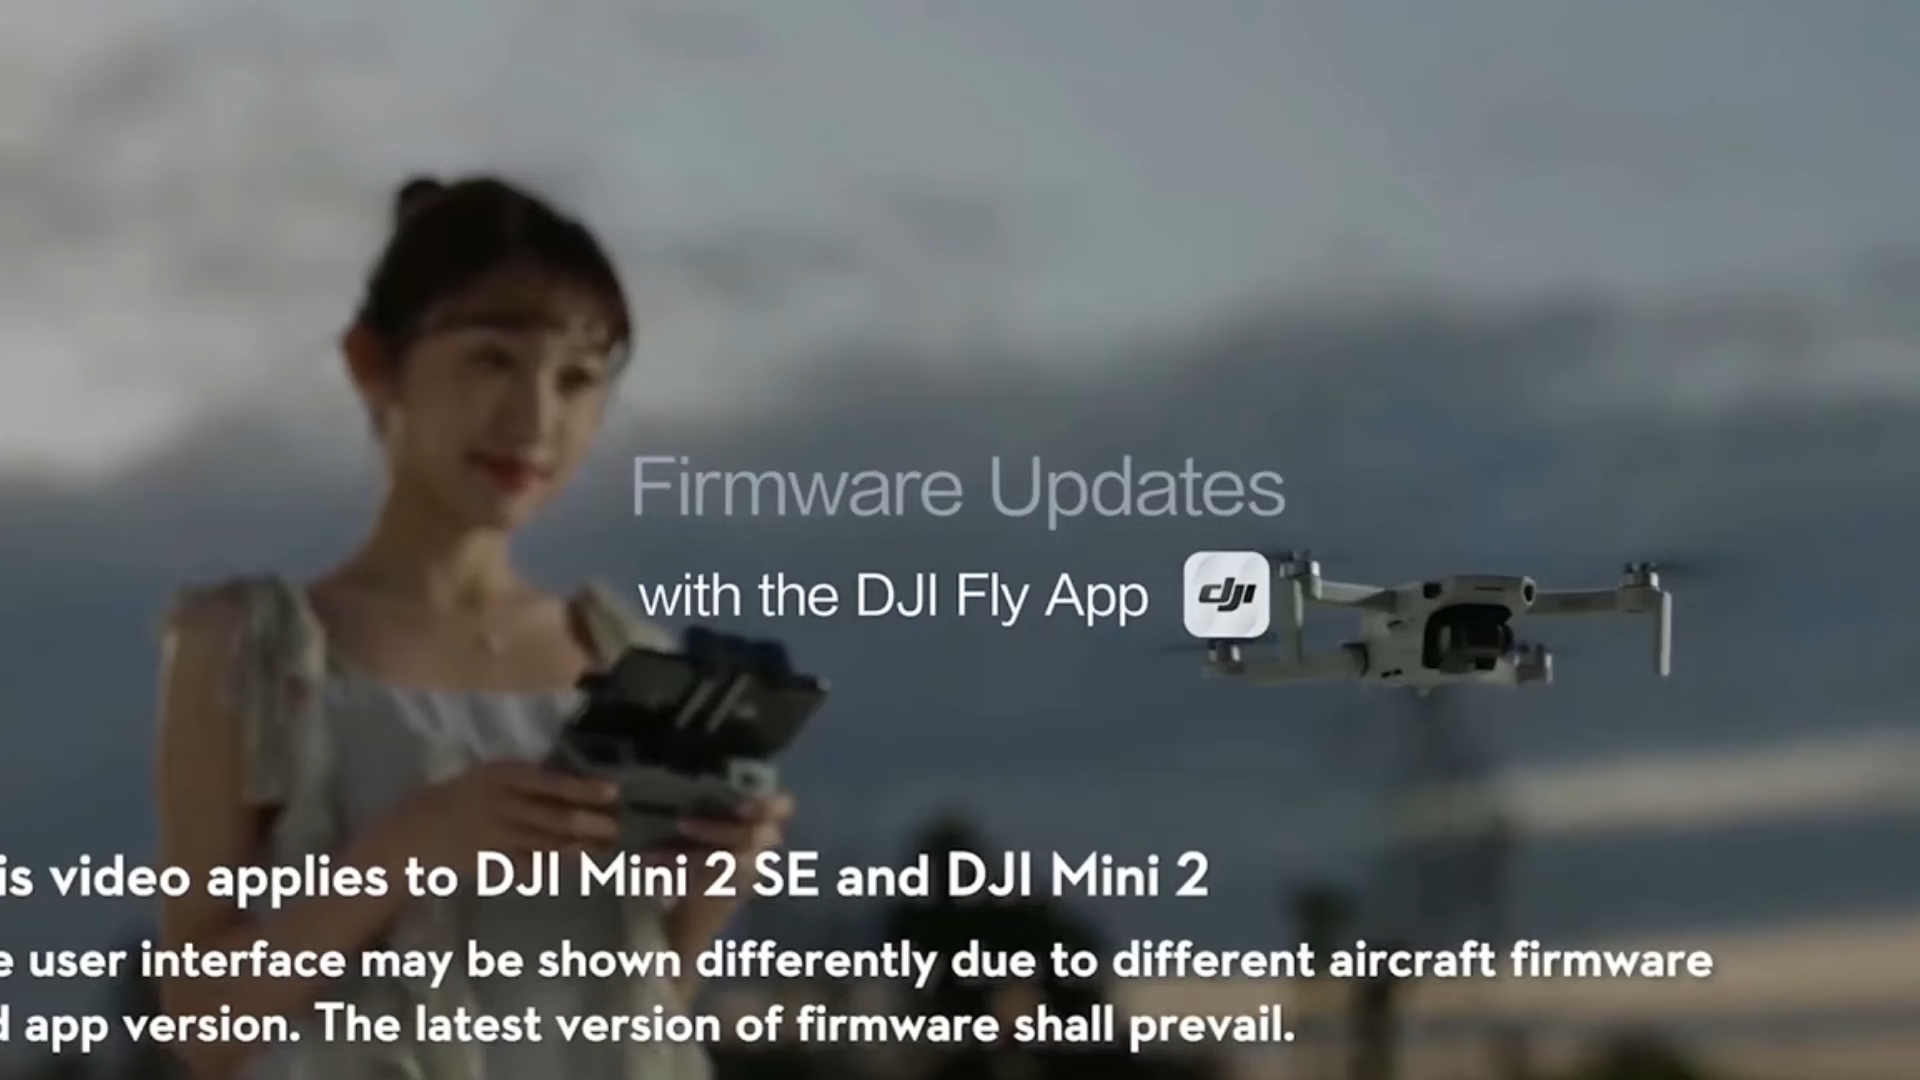 Firmware Updates
with the DJI Fly App
dji
is video applies to DJI Mini 2 SE and DJI Mini 2
e user interface may be shown differently due to different aircraft firmware
d app version. The latest version of firmware shall prevail.